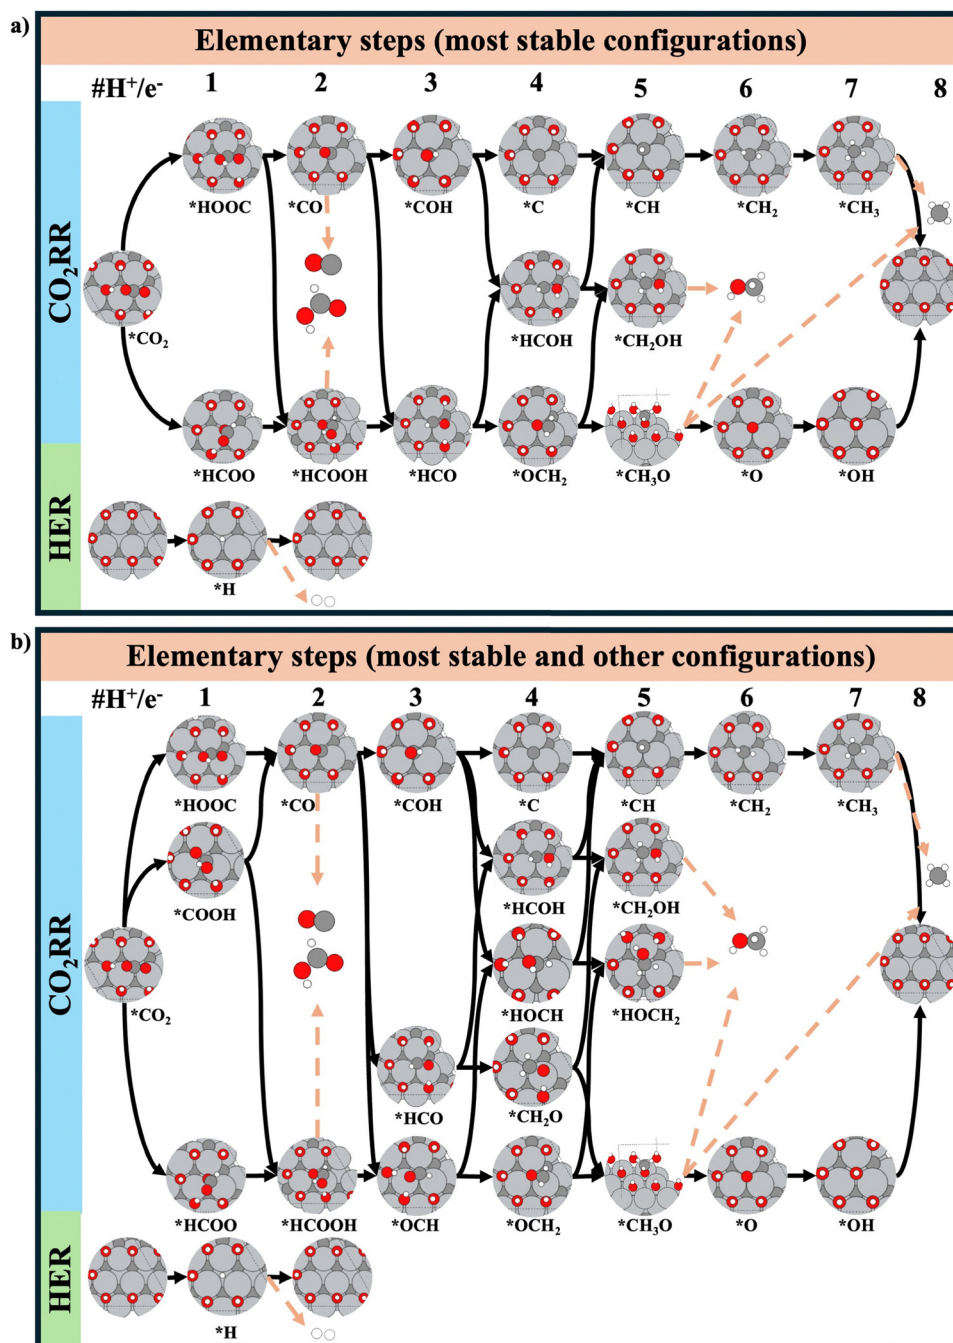 a)
Elementary steps (most stable configurations)
#H⁺/e⁻ 1 2 3 4 5 6 7 8
CO₂RR
*HOOC *CO *COH *C *CH *CH₂ *CH₃
*CO₂ *HCOH *CH₂OH
*HCOO *HCOOH *HCO *OCH₂ *CH₃O *O *OH
HER
*H
b)
Elementary steps (most stable and other configurations)
#H⁺/e⁻ 1 2 3 4 5 6 7 8
CO₂RR
*HOOC *CO *COH *C *CH *CH₂ *CH₃
*COOH *HCOH *CH₂OH
*CO₂ *HOCH *HOCH₂
*HCO *CH₂O
*HCOO *HCOOH *OCH *OCH₂ *CH₃O *O *OH
HER
*H